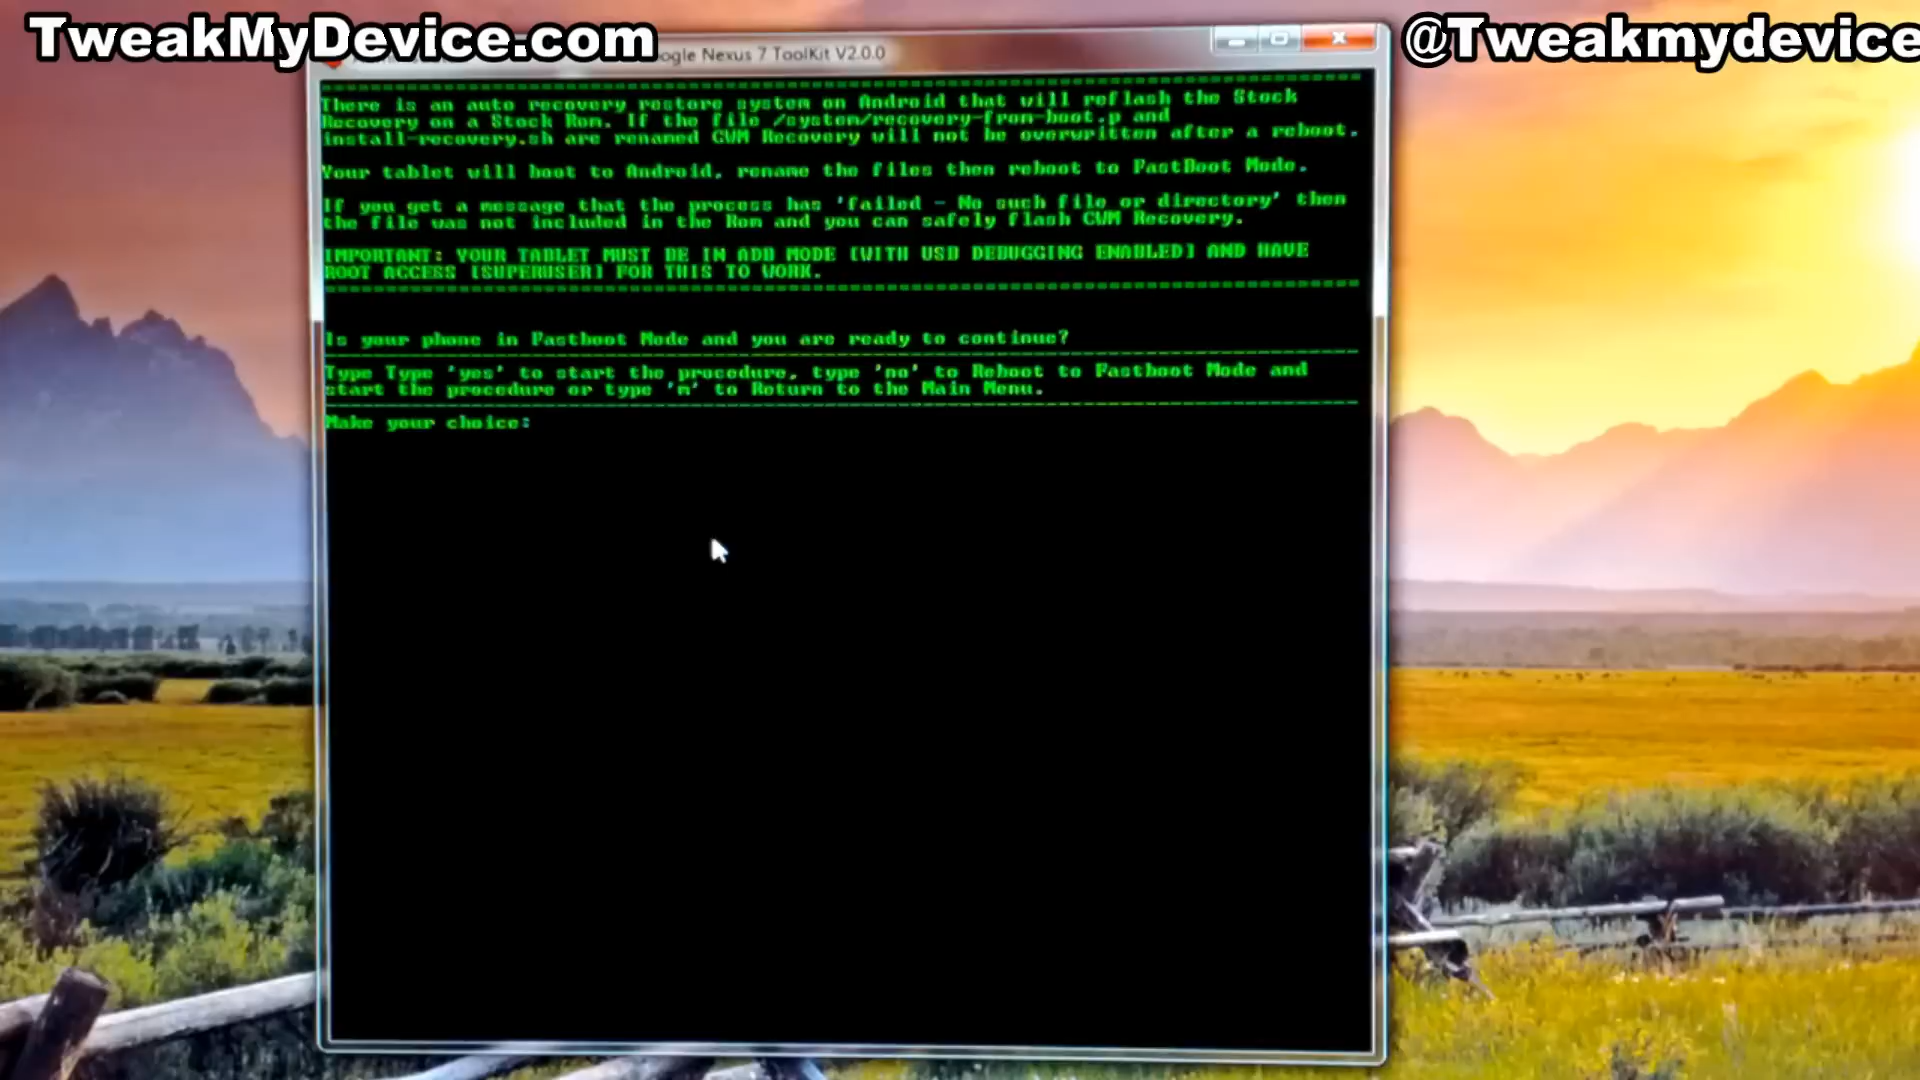 TweakMyDevice.com
@Tweakmydevice
oogle Nexus 7 ToolKit V2.0.0
There is an auto recovery restore system on Android that will reflash the Stock
Recovery on a Stock Rom. If the file /system/recovery-from-boot.p and
install-recovery.sh are renamed CWM Recovery will not be overwritten after a reboot.
Your tablet will boot to Android, rename the files then reboot to FastBoot Mode.
If you get a message that the process has 'failed - No such file or directory' then
the file was not included in the Rom and you can safely flash CWM Recovery.
IMPORTANT: YOUR TABLET MUST BE IN ADB MODE [WITH USB DEBUGGING ENABLED] AND HAVE
ROOT ACCESS [SUPERUSER] FOR THIS TO WORK.
Is your phone in Fastboot Mode and you are ready to continue?
Type Type 'yes' to start the procedure, type 'no' to Reboot to Fastboot Mode and
start the procedure or type 'm' to Return to the Main Menu.
Make your choice: